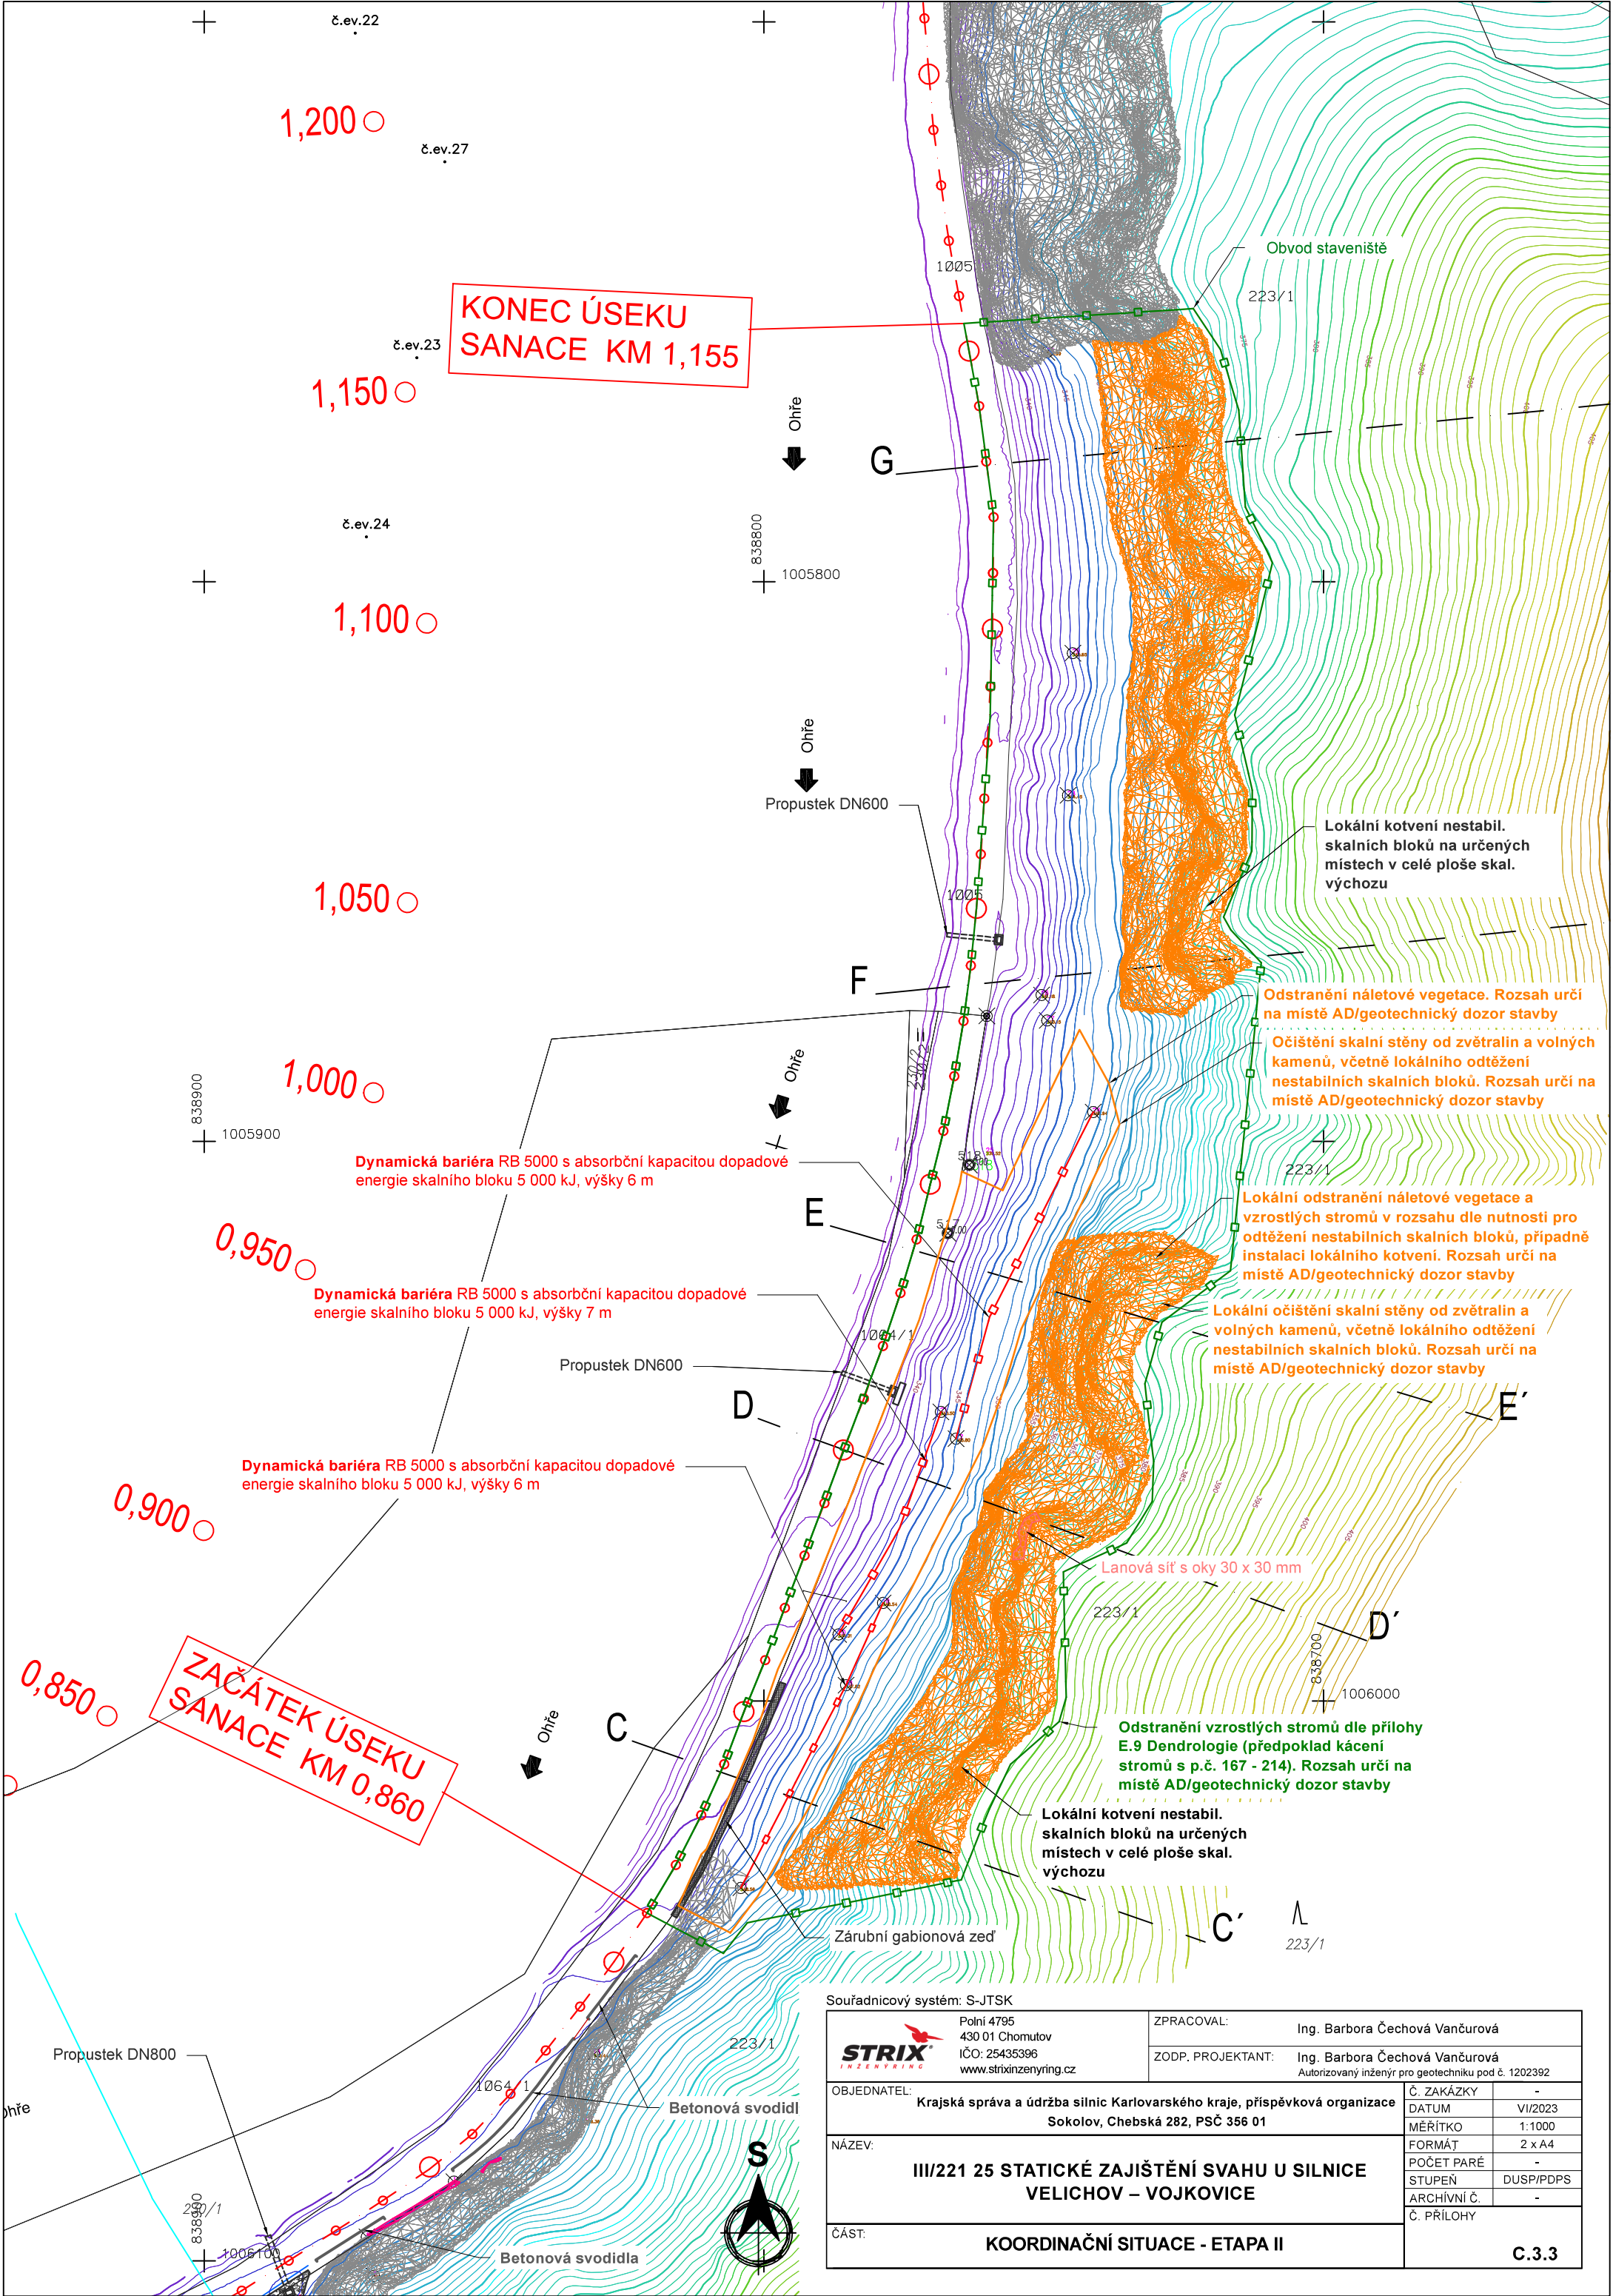 č.ev.22
1,200
č.ev.27
Obvod staveniště
1005
223/1
KONEC ÚSEKU
SANACE KM 1,155
č.ev.23
1,150
Ohře
G
č.ev.24
838800
1005800
1,100
Ohře
Propustek DN600
Lokální kotvení nestabil.
skalních bloků na určených
místech v celé ploše skal.
výchozu
1,050
1005
F
Odstranění náletové vegetace. Rozsah určí
na místě AD/geotechnický dozor stavby
Očištění skalní stěny od zvětralin a volných
kamenů, včetně lokálního odtěžení
nestabilních skalních bloků. Rozsah určí na
místě AD/geotechnický dozor stavby
1,000
Ohře
230/2
838900
1005900
223/1
Dynamická bariéra RB 5000 s absorbční kapacitou dopadové
energie skalního bloku 5 000 kJ, výšky 6 m
518
Lokální odstranění náletové vegetace a
vzrostlých stromů v rozsahu dle nutnosti pro
odtěžení nestabilních skalních bloků, případně
instalaci lokálního kotvení. Rozsah určí na
místě AD/geotechnický dozor stavby
E
517
0,950
Dynamická bariéra RB 5000 s absorbční kapacitou dopadové
energie skalního bloku 5 000 kJ, výšky 7 m
Lokální očištění skalní stěny od zvětralin a
volných kamenů, včetně lokálního odtěžení
nestabilních skalních bloků. Rozsah určí na
místě AD/geotechnický dozor stavby
1064/1
Propustek DN600
D
E´
Dynamická bariéra RB 5000 s absorbční kapacitou dopadové
energie skalního bloku 5 000 kJ, výšky 6 m
385
390
395
400
405
0,900
Lanová síť s oky 30 x 30 mm
223/1
D´
838700
1006000
0,850
ZAČÁTEK ÚSEKU
SANACE KM 0,860
Ohře
C
Odstranění vzrostlých stromů dle přílohy
E.9 Dendrologie (předpoklad kácení
stromů s p.č. 167 - 214). Rozsah určí na
místě AD/geotechnický dozor stavby
Lokální kotvení nestabil.
skalních bloků na určených
místech v celé ploše skal.
výchozu
C´
223/1
Zárubní gabionová zeď
223/1
Propustek DN800
1064/1
Betonová svodidl
S
838900
1006100
Betonová svodidla
Souřadnicový systém: S-JTSK
STRIX
INŽENÝRING
Polní 4795
430 01 Chomutov
IČO: 25435396
www.strixinzenyring.cz
ZPRACOVAL: Ing. Barbora Čechová Vančurová
ZODP. PROJEKTANT: Ing. Barbora Čechová Vančurová
Autorizovaný inženýr pro geotechniku pod č. 1202392
OBJEDNATEL: Krajská správa a údržba silnic Karlovarského kraje, příspěvková organizace
Sokolov, Chebská 282, PSČ 356 01
Č. ZAKÁZKY -
DATUM VI/2023
MĚŘÍTKO 1:1000
FORMÁT 2 x A4
POČET PARÉ -
STUPEŇ DUSP/PDPS
ARCHÍVNÍ Č. -
NÁZEV:
III/221 25 STATICKÉ ZAJIŠTĚNÍ SVAHU U SILNICE
VELICHOV – VOJKOVICE
ČÁST: KOORDINAČNÍ SITUACE - ETAPA II
Č. PŘÍLOHY
C.3.3